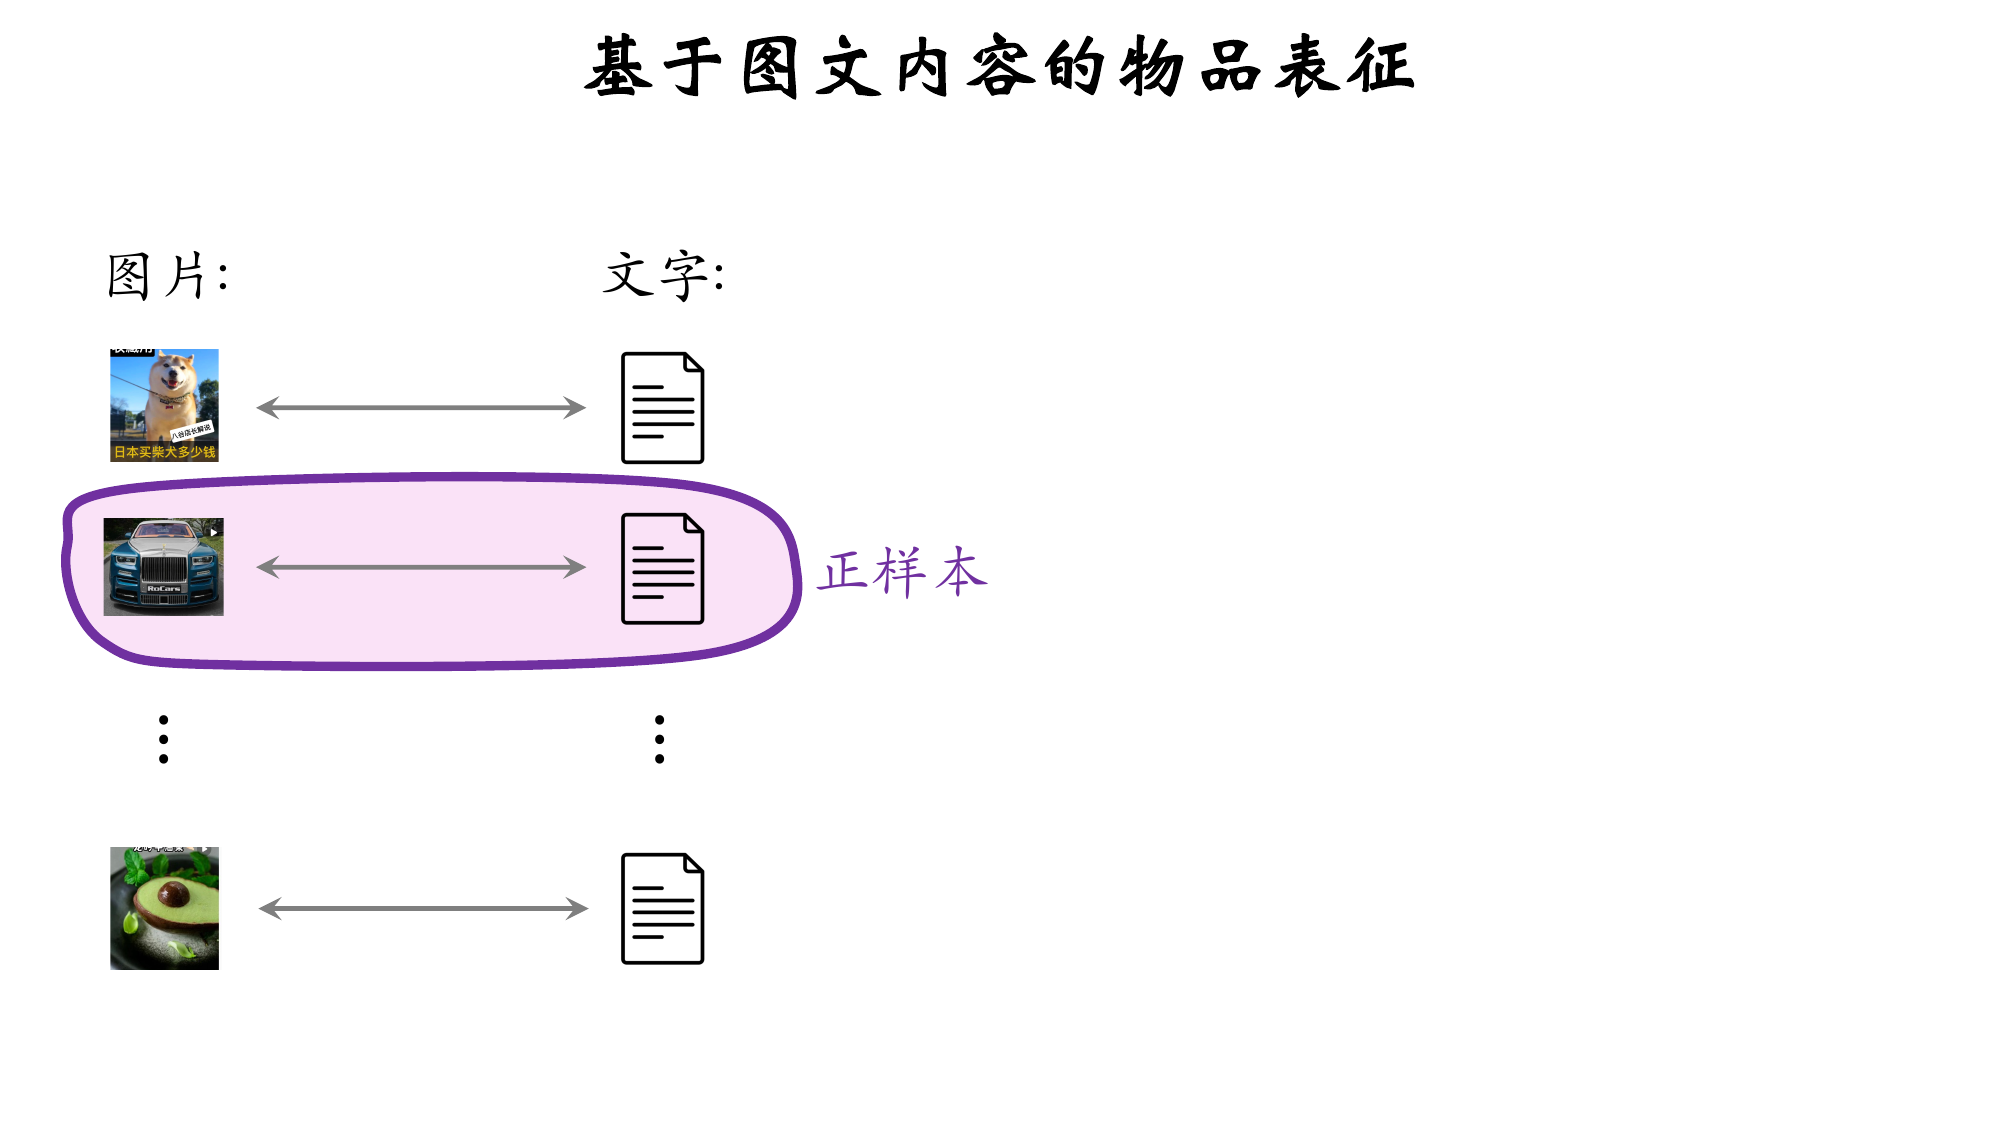 基于图文内容的物品表征
图片:
文字:
八谷店长解说
日本买柴犬多少钱
RoCars
正样本